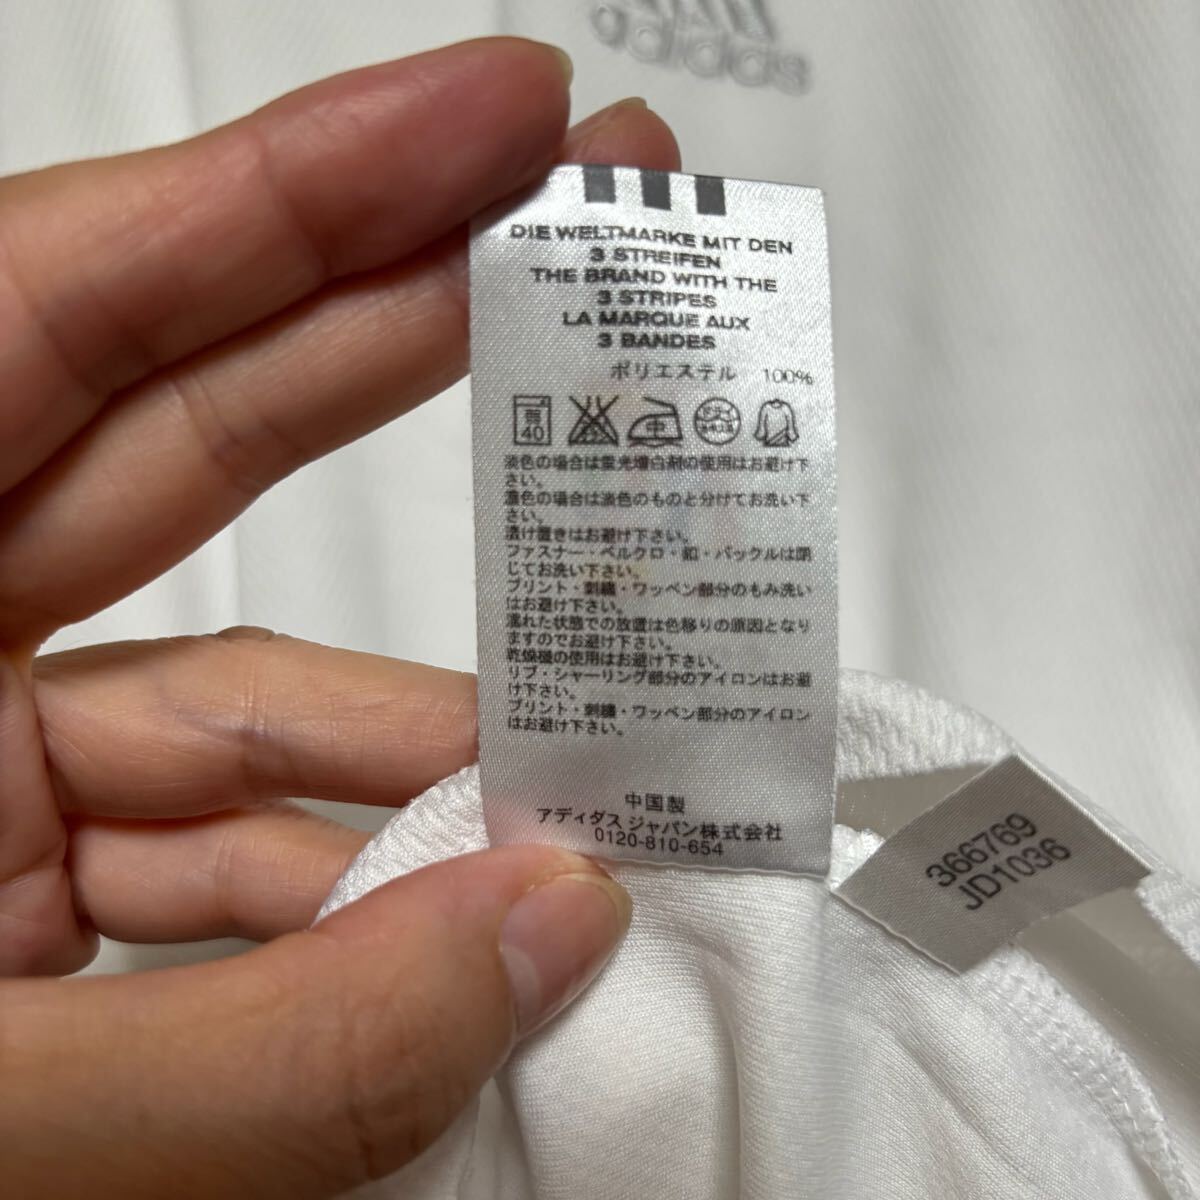 adidas
DIE WELTMARKE MIT DEN
3 STREIFEN
THE BRAND WITH THE
3 STRIPES
LA MARQUE AUX
3 BANDES
ポリエステル 100%
40
中
淡色の場合は蛍光増白剤の使用はお避け下
さい。
濃色の場合は淡色のものと分けてお洗い下
さい。
漬け置きはお避け下さい。
ファスナー・ベルクロ・釦・バックルは閉
じてお洗い下さい。
プリント・刺繍・ワッペン部分のもみ洗い
はお避け下さい。
濡れた状態での放置は色移りの原因となり
ますのでお避け下さい。
乾燥機の使用はお避け下さい。
リブ・シャーリング部分のアイロンはお避
け下さい。
プリント・刺繍・ワッペン部分のアイロン
はお避け下さい。
中国製
アディダス ジャパン株式会社
0120-810-654
366769
JD1036